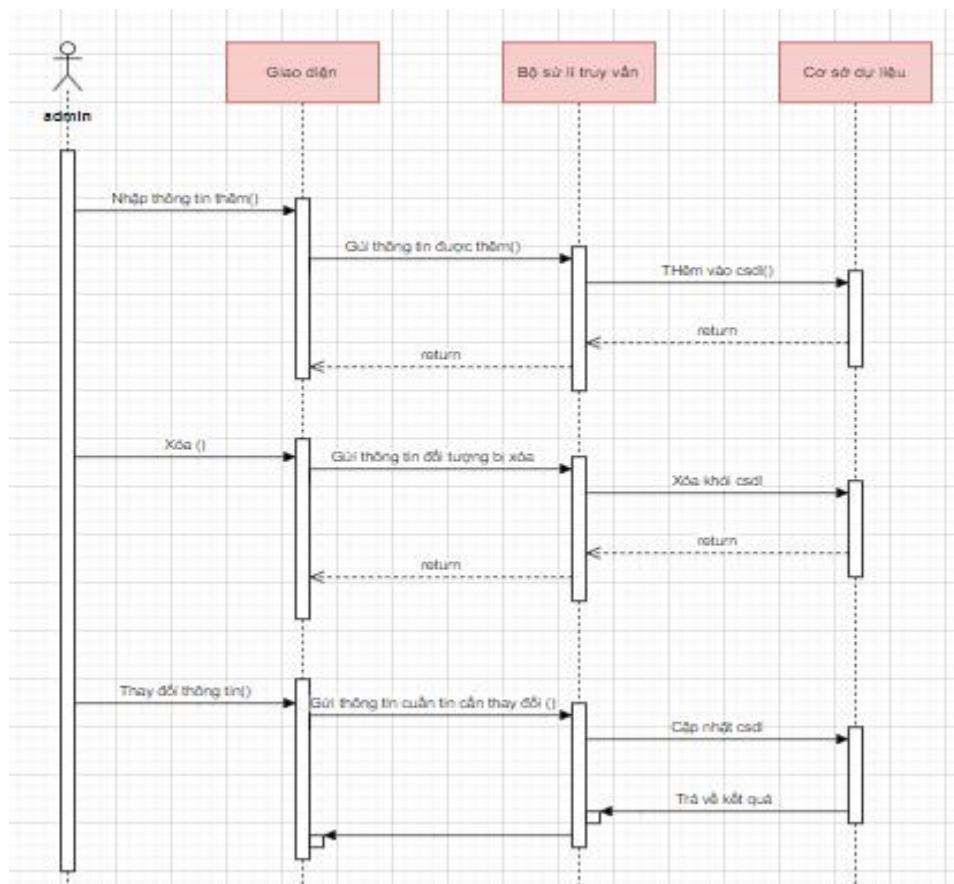 Giao diện
Bộ sử lí truy vấn
Cơ sở dự liệu
admin
Nhập thông tin thêm()
Gửi thông tin được thêm()
THêm vào csdl()
return
return
Xóa ()
Gửi thông tin đối tượng bị xóa
Xóa khỏi csdl
return
return
Thay đổi thông tin()
Gửi thông tin cuẩn tin cần thay đổi ()
Cập nhật csdl
Trả về kết quả